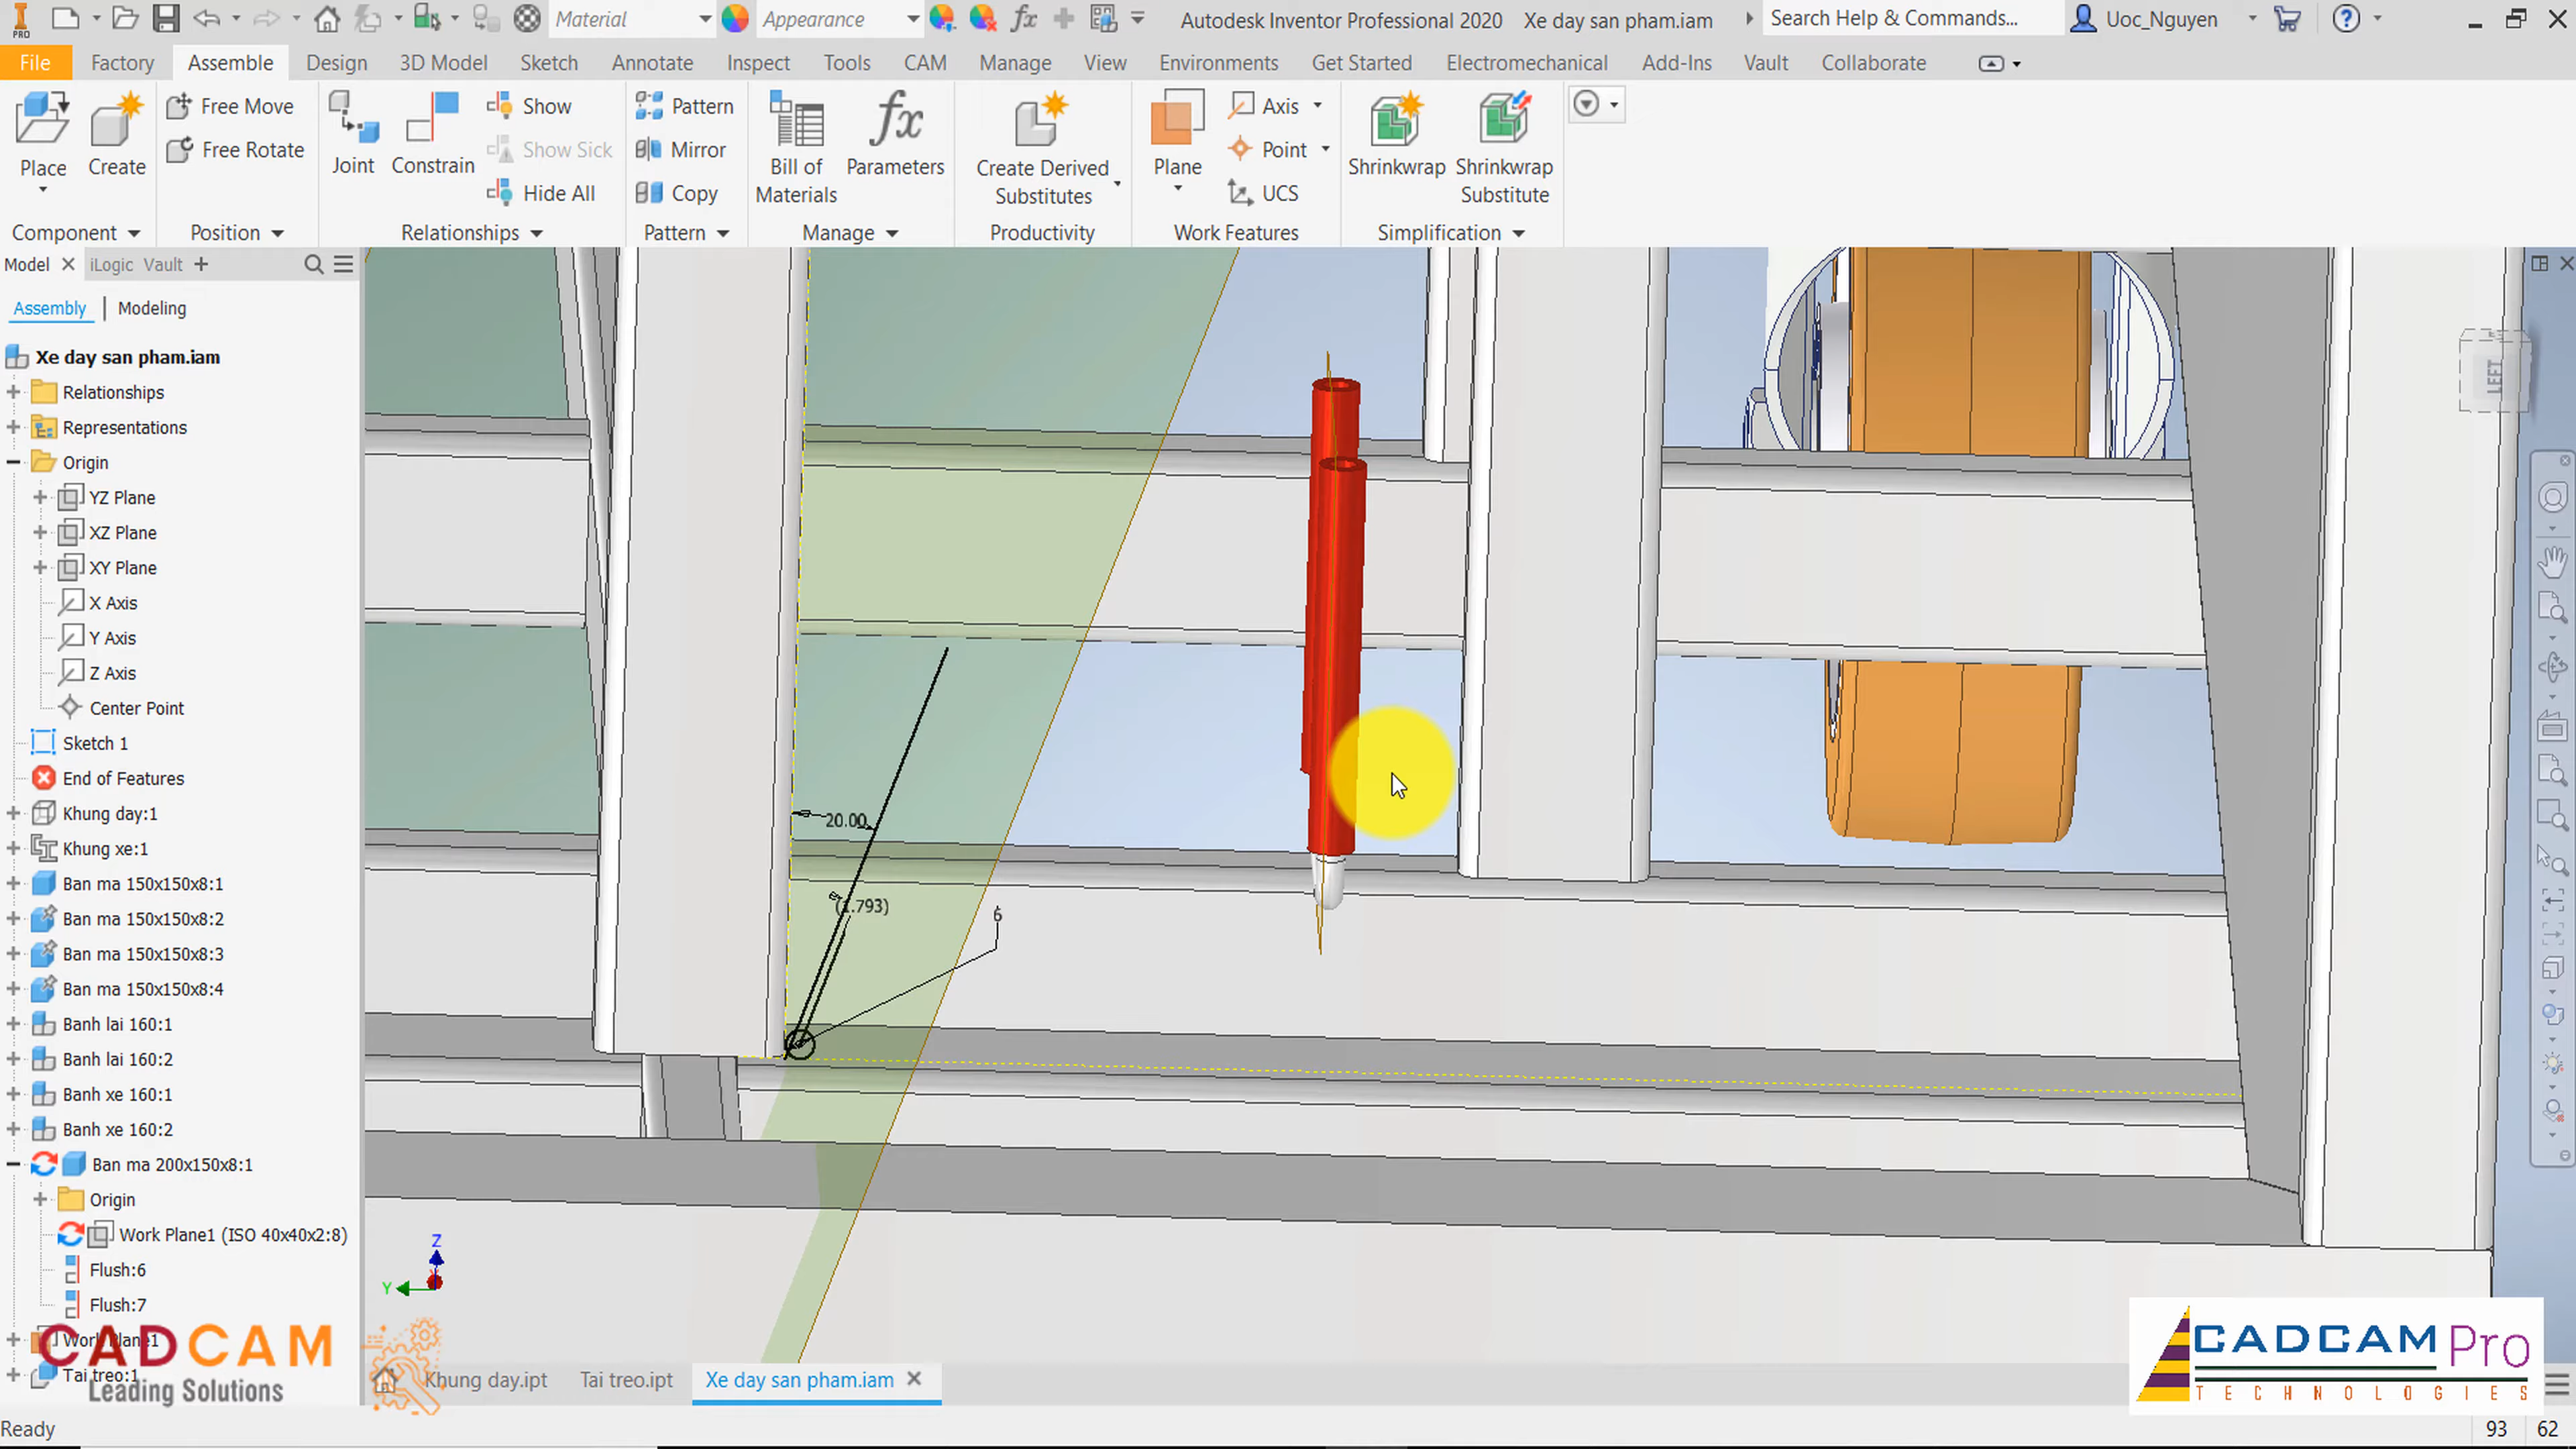 PRO
Material
Appearance
fx
Autodesk Inventor Professional 2020
Xe day san pham.iam
Search Help & Commands...
Uoc_Nguyen
File
Factory
Assemble
Design
3D Model
Sketch
Annotate
Inspect
Tools
CAM
Manage
View
Environments
Get Started
Electromechanical
Add-Ins
Vault
Collaborate
Place
Create
Free Move
Free Rotate
Joint
Constrain
Show
Show Sick
Hide All
Pattern
Mirror
Copy
Bill of
Materials
fx
Parameters
Create Derived
Substitutes
Plane
Axis
Point
UCS
Shrinkwrap
Shrinkwrap
Substitute
Component
Position
Relationships
Pattern
Manage
Productivity
Work Features
Simplification
Model
iLogic
Vault
Assembly
Modeling
Xe day san pham.iam
Relationships
Representations
Origin
YZ Plane
XZ Plane
XY Plane
X Axis
Y Axis
Z Axis
Center Point
Sketch 1
End of Features
Khung day:1
Khung xe:1
Ban ma 150x150x8:1
Ban ma 150x150x8:2
Ban ma 150x150x8:3
Ban ma 150x150x8:4
Banh lai 160:1
Banh lai 160:2
Banh xe 160:1
Banh xe 160:2
Ban ma 200x150x8:1
Origin
Work Plane1 (ISO 40x40x2:8)
Flush:6
Flush:7
Work Plane1
Tai treo:1
CADCAM
Leading Solutions
LEFT
20.00
6
Z
Y
Khung day.ipt
Tai treo.ipt
Xe day san pham.iam
CADCAM Pro
TECHNOLOGIES
Ready
93
62